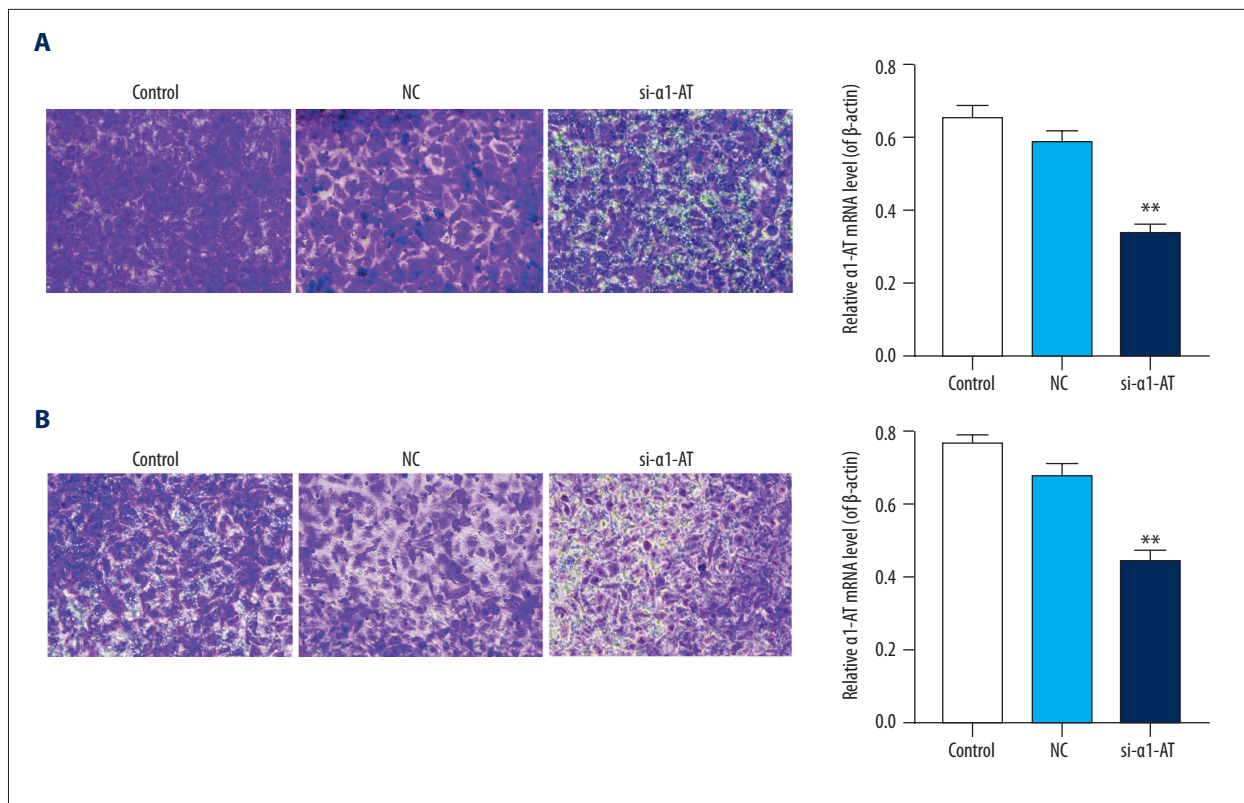 A
Control
NC
si-α1-AT
Relative α1-AT mRNA level (of β-actin)
0.8
0.6
0.4
0.2
0.0
**
Control
NC
si-α1-AT
B
Control
NC
si-α1-AT
Relative α1-AT mRNA level (of β-actin)
0.8
0.6
0.4
0.2
0.0
**
Control
NC
si-α1-AT